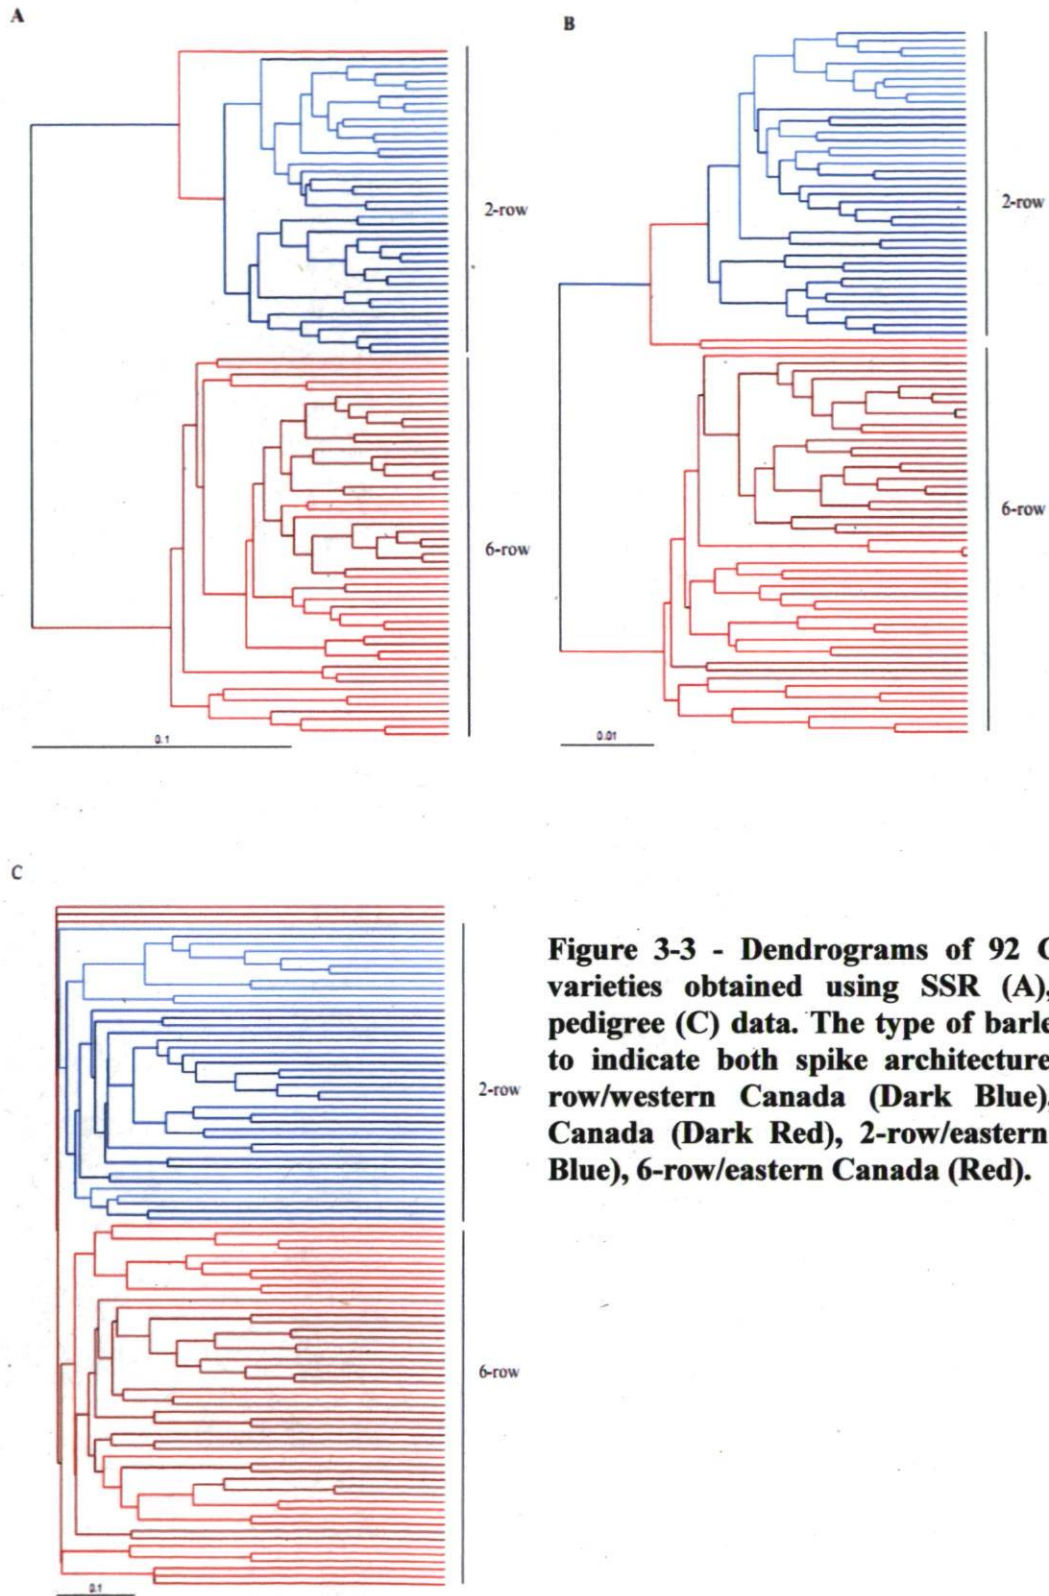 A
B
2-row
6-row
0.1
2-row
6-row
0.01
C
2-row
6-row
0.1
Figure 3-3 - Dendrograms of 92 C
varieties obtained using SSR (A),
pedigree (C) data. The type of barle
to indicate both spike architecture
row/western Canada (Dark Blue),
Canada (Dark Red), 2-row/eastern
Blue), 6-row/eastern Canada (Red).